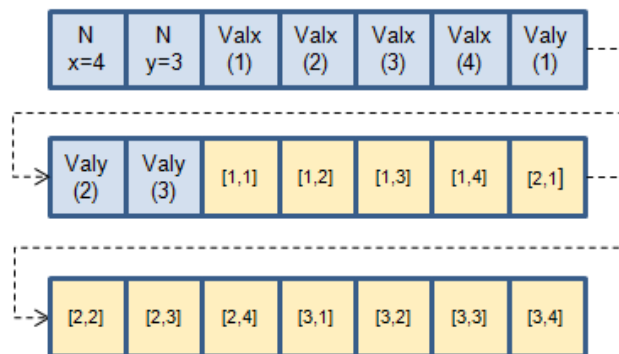 N N Valx Valx Valx Valx Valy
x=4 y=3 (1) (2) (3) (4) (1)
Valy Valy [1,1] [1,2] [1,3] [1,4] [2,1]
(2) (3)
[2,2] [2,3] [2,4] [3,1] [3,2] [3,3] [3,4]